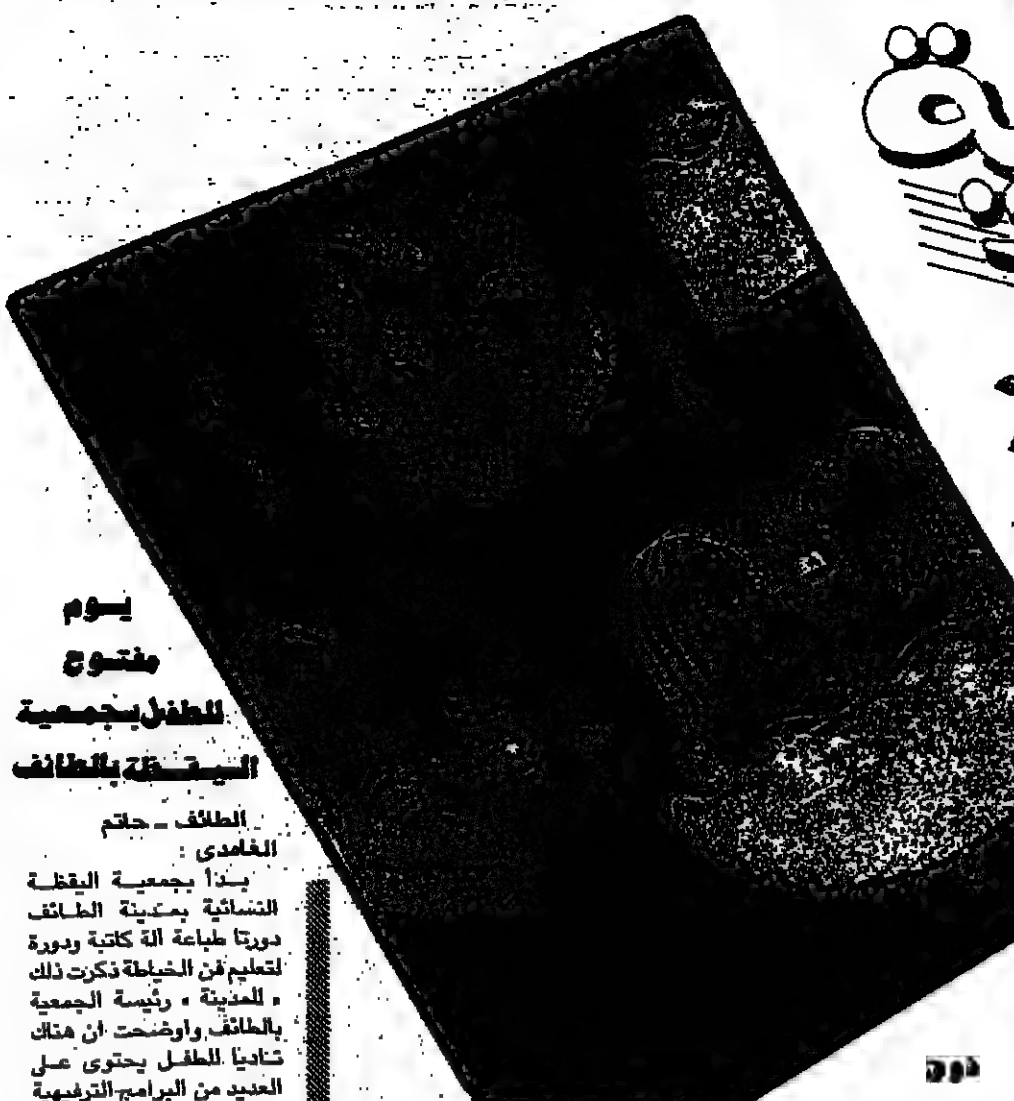 يوم
مفتوح
للطفل بجمعية
اليقظة بالطائف
الطائف ـ حاتم
الغامدى :
بدأ بجمعية اليقظة
النسائية بمدينة الطائف
دورتا طباعة آلة كاتبة ودورة
لتعليم فن الخياطة ذكرت ذلك
« للمدينة » رئيسة الجمعية
بالطائف واوضحت ان هناك
ناديا للطفل يحتوى على
العديد من البرامج الترفيهية